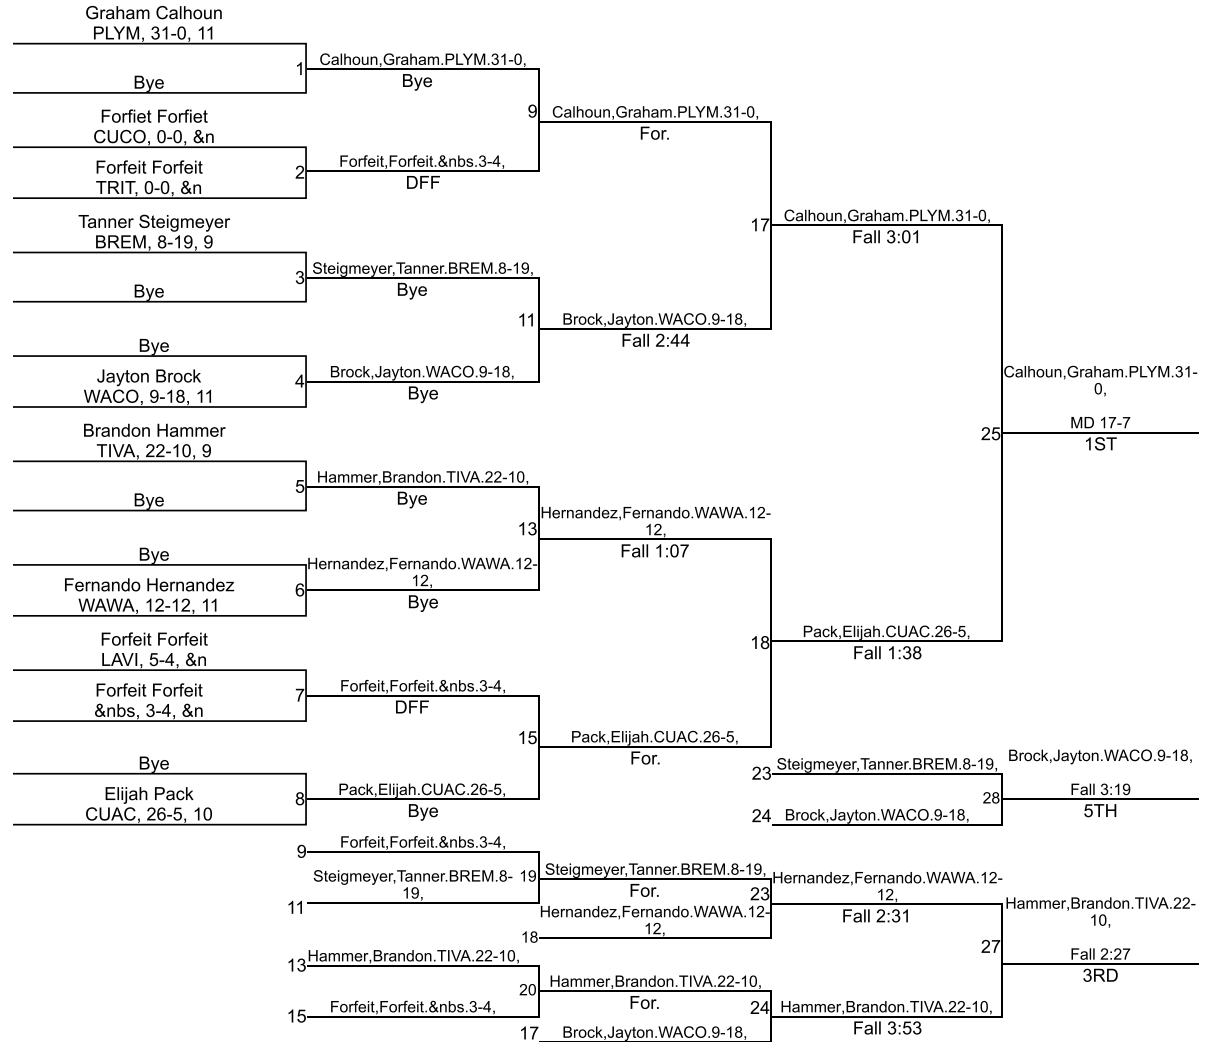 Graham Calhoun
PLYM, 31-0, 11
Bye
1
Calhoun,Graham.PLYM.31-0,
Bye
Forfiet Forfiet
CUCO, 0-0, &n
Forfeit Forfeit
TRIT, 0-0, &n
2
Forfeit,Forfeit.&nbs.3-4,
DFF
9
Calhoun,Graham.PLYM.31-0,
For.
Tanner Steigmeyer
BREM, 8-19, 9
Bye
3
Steigmeyer,Tanner.BREM.8-19,
Bye
Bye
Jayton Brock
WACO, 9-18, 11
4
Brock,Jayton.WACO.9-18,
Bye
11
Brock,Jayton.WACO.9-18,
Fall 2:44
17
Calhoun,Graham.PLYM.31-0,
Fall 3:01
Brandon Hammer
TIVA, 22-10, 9
Bye
5
Hammer,Brandon.TIVA.22-10,
Bye
Bye
Fernando Hernandez
WAWA, 12-12, 11
6
Hernandez,Fernando.WAWA.12-
12,
Bye
13
Hernandez,Fernando.WAWA.12-
12,
Fall 1:07
Forfeit Forfeit
LAVI, 5-4, &n
Forfeit Forfeit
&nbs, 3-4, &n
7
Forfeit,Forfeit.&nbs.3-4,
DFF
Bye
Elijah Pack
CUAC, 26-5, 10
8
Pack,Elijah.CUAC.26-5,
Bye
15
Pack,Elijah.CUAC.26-5,
For.
18
Pack,Elijah.CUAC.26-5,
Fall 1:38
25
Calhoun,Graham.PLYM.31-
0,
MD 17-7
1ST
23
Steigmeyer,Tanner.BREM.8-19,
24
Brock,Jayton.WACO.9-18,
28
Brock,Jayton.WACO.9-18,
Fall 3:19
5TH
9
Forfeit,Forfeit.&nbs.3-4,
11
Steigmeyer,Tanner.BREM.8-
19,
19
Steigmeyer,Tanner.BREM.8-19,
For.
18
Hernandez,Fernando.WAWA.12-
12,
23
Hernandez,Fernando.WAWA.12-
12,
Fall 2:31
13
Hammer,Brandon.TIVA.22-10,
15
Forfeit,Forfeit.&nbs.3-4,
20
Hammer,Brandon.TIVA.22-10,
For.
17
Brock,Jayton.WACO.9-18,
24
Hammer,Brandon.TIVA.22-10,
Fall 3:53
27
Hammer,Brandon.TIVA.22-
10,
Fall 2:27
3RD